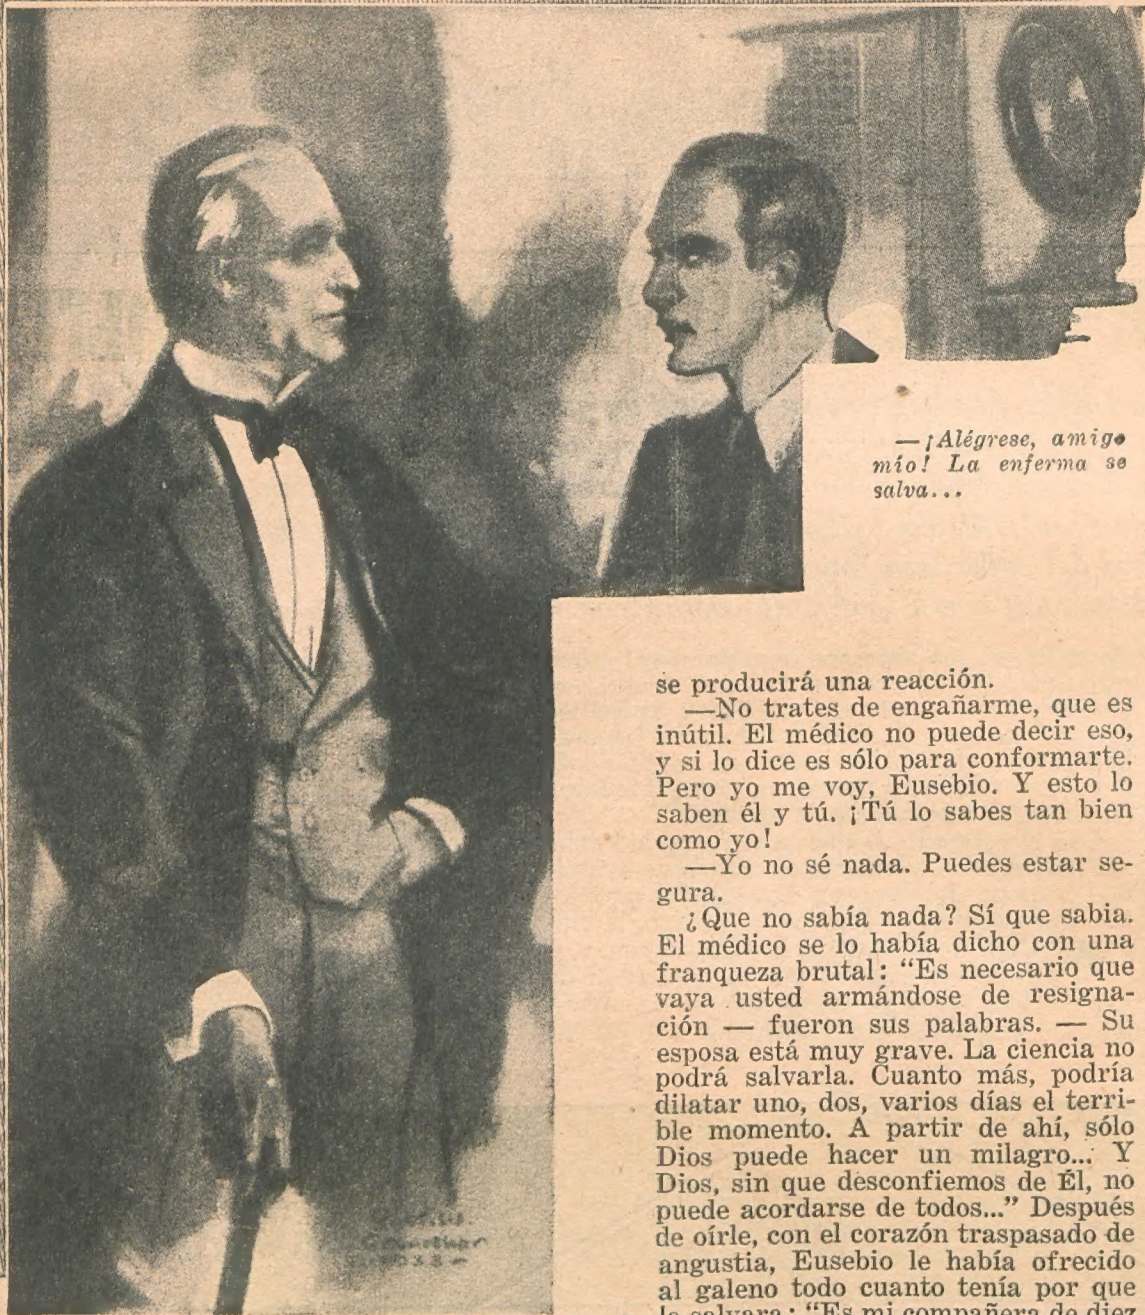 —¡Alégrese, amigo
mío! La enferma se
salva...
se producirá una reacción.
—No trates de engañarme, que es
inútil. El médico no puede decir eso,
y si lo dice es sólo para conformarte.
Pero yo me voy, Eusebio. Y esto lo
saben él y tú. ¡Tú lo sabes tan bien
como yo!
—Yo no sé nada. Puedes estar se-
gura.
¿Que no sabía nada? Sí que sabia.
El médico se lo había dicho con una
franqueza brutal: “Es necesario que
vaya usted armándose de resigna-
ción — fueron sus palabras. — Su
esposa está muy grave. La ciencia no
podrá salvarla. Cuanto más, podría
dilatar uno, dos, varios días el terri-
ble momento. A partir de ahí, sólo
Dios puede hacer un milagro... Y
Dios, sin que desconfiemos de Él, no
puede acordarse de todos...” Después
de oírle, con el corazón traspasado de
angustia, Eusebio le había ofrecido
al galeno todo cuanto tenía por que
la salvara: “Es mi compañera de diez